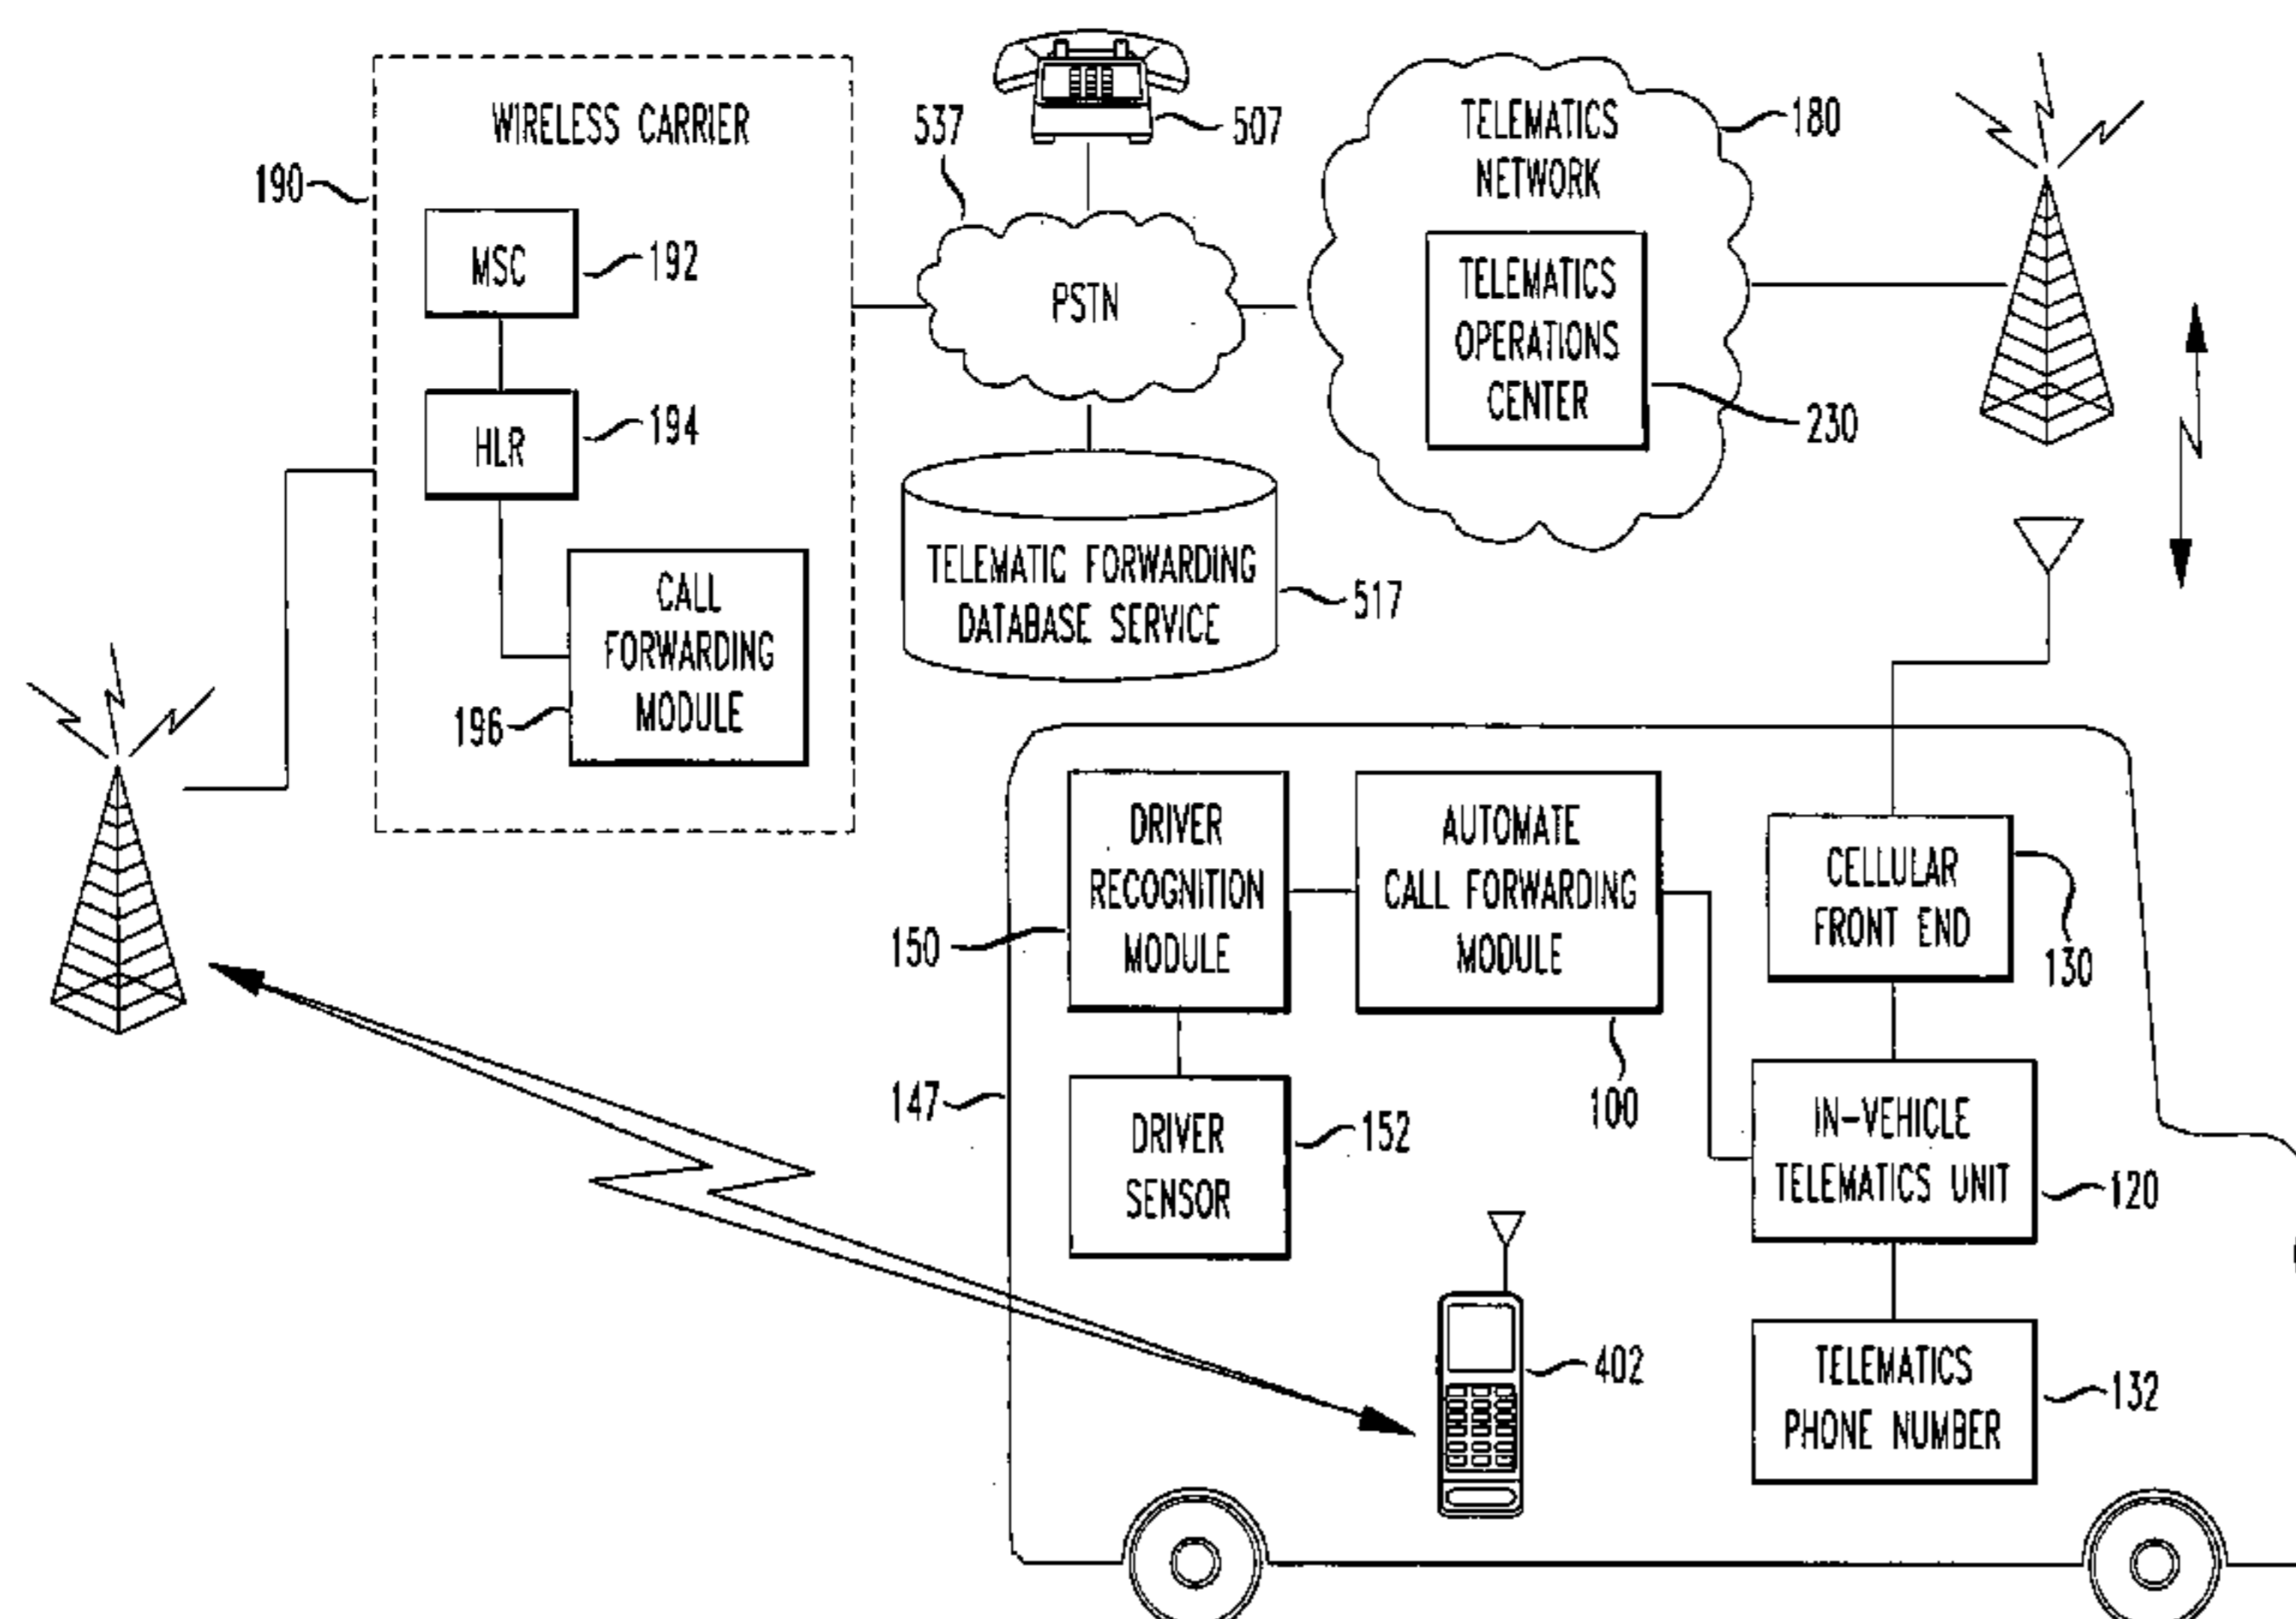 WIRELESS CARRIER
190
MSC
192
HLR
194
CALL
FORWARDING
MODULE
196
507
537
PSTN
TELEMATIC FORWARDING
DATABASE SERVICE
517
TELEMATICS
NETWORK
180
TELEMATICS
OPERATIONS
CENTER
230
DRIVER
RECOGNITION
MODULE
150
AUTOMATE
CALL FORWARDING
MODULE
100
CELLULAR
FRONT END
130
147
DRIVER
SENSOR
152
IN-VEHICLE
TELEMATICS UNIT
120
402
TELEMATICS
PHONE NUMBER
132